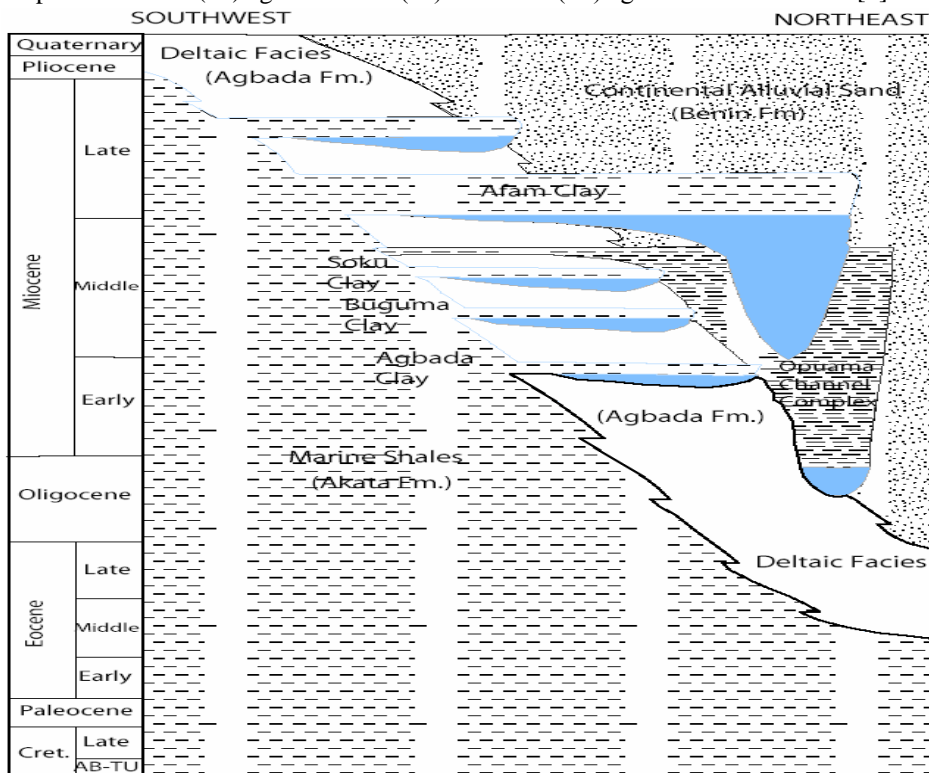 SOUTHWEST
NORTHEAST
Quaternary
Pliocene
Miocene
Late
Middle
Early
Oligocene
Eocene
Late
Middle
Early
Paleocene
Cret.
Late
AB-TU
Deltaic Facies
(Agbada Fm.)
Continental Alluvial Sand
(Benin Fm)
Afam Clay
Soku
Clay
Buguma
Clay
Agbada
Clay
Opuama
Channel
Complex
(Agbada Fm.)
Marine Shales
(Akata Fm.)
Deltaic Facies